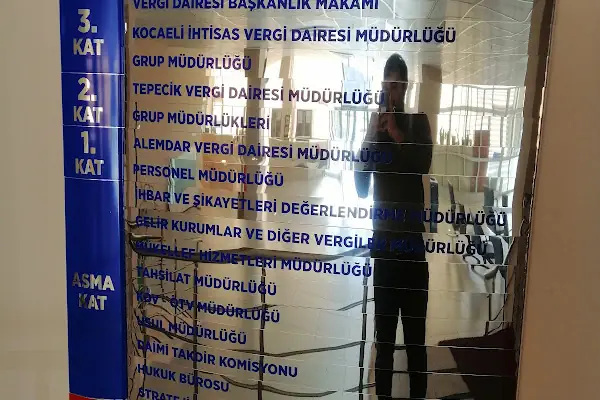 VERGİ DAİRESİ BAŞKANLIK MAKAMI
3. KAT
KOCAELİ İHTİSAS VERGİ DAİRESİ MÜDÜRLÜĞÜ
GRUP MÜDÜRLÜĞÜ
2. KAT
TEPECİK VERGİ DAİRESİ MÜDÜRLÜĞÜ
GRUP MÜDÜRLÜKLERİ
1. KAT
ALEMDAR VERGİ DAİRESİ MÜDÜRLÜĞÜ
PERSONEL MÜDÜRLÜĞÜ
ASMA KAT
İHBAR VE ŞİKAYETLERİ DEĞERLENDİRME MÜDÜRLÜĞÜ
GELİR KURUMLAR VE DİĞER VERGİLER MÜDÜRLÜĞÜ
MÜKELLEF HİZMETLERİ MÜDÜRLÜĞÜ
TAHSİLAT MÜDÜRLÜĞÜ
KDV - ÖTV MÜDÜRLÜĞÜ
USUL MÜDÜRLÜĞÜ
DAİMİ TAKDİR KOMİSYONU
HUKUK BÜROSU